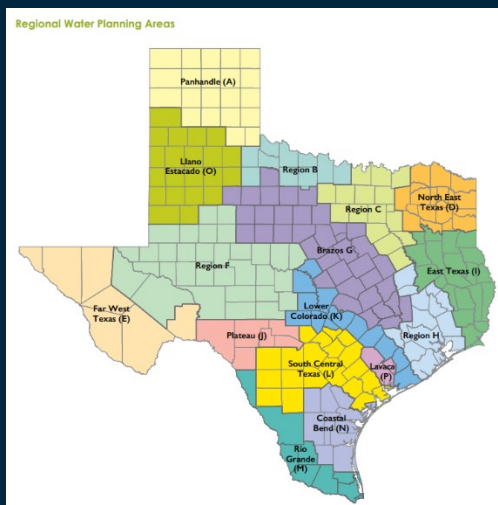 Regional Water Planning Areas
Panhandle (A)
Llano
Estacado (O)
Region B
Region C
North East
Texas (D)
Brazos G
East Texas (I)
Region F
Far West
Texas (E)
Lower
Colorado (K)
Region H
Plateau (J)
South Central
Texas (L)
Lavaca
(P)
Coastal
Bend (N)
Rio
Grande
(M)